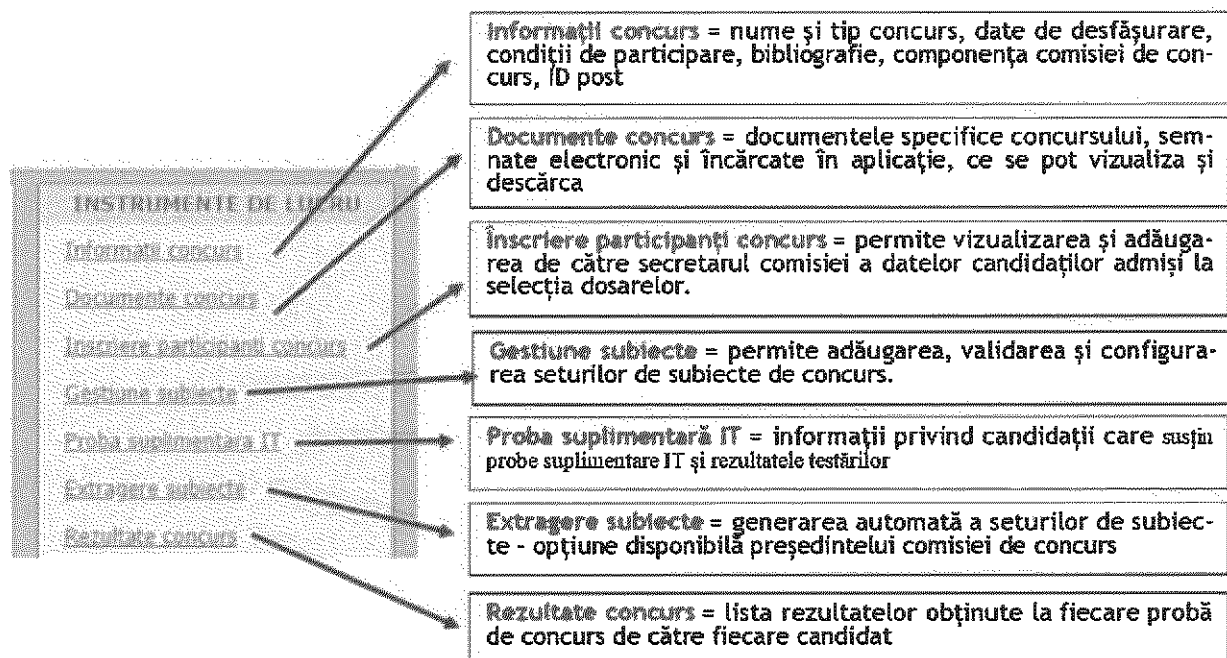 INSTRUMENTE DE LUCRU
Informatii concurs
Documente concurs
Inscriere participanti concurs
Gestiune subiecte
Proba suplimentara IT
Extragere subiecte
Rezultate concurs
Informații concurs = nume și tip concurs, date de desfășurare,
condiții de participare, bibliografie, componența comisiei de con-
curs, ID post
Documente concurs = documentele specifice concursului, sem-
nate electronic și încărcate în aplicație, ce se pot vizualiza și
descărca
Înscriere participanți concurs = permite vizualizarea și adăuga-
rea de către secretarul comisiei a datelor candidaților admiși la
selecția dosarelor.
Gestiune subiecte = permite adăugarea, validarea și configura-
rea seturilor de subiecte de concurs.
Proba suplimentară IT = informații privind candidații care susțin
probe suplimentare IT și rezultatele testărilor
Extragere subiecte = generarea automată a seturilor de subiec-
te - opțiune disponibilă președintelui comisiei de concurs
Rezultate concurs = lista rezultatelor obținute la fiecare probă
de concurs de către fiecare candidat